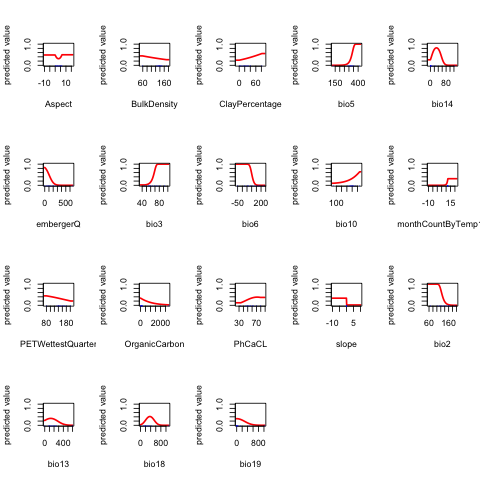 predicted value
0.0 1.0
-10 10
Aspect
predicted value
0.0 1.0
60 160
BulkDensity
predicted value
0.0 1.0
0 60
ClayPercentage
predicted value
0.0 1.0
150 400
bio5
predicted value
0.0 1.0
0 80
bio14
predicted value
0.0 1.0
0 500
embergerQ
predicted value
0.0 1.0
40 80
bio3
predicted value
0.0 1.0
-50 200
bio6
predicted value
0.0 1.0
100
bio10
predicted value
0.0 1.0
-10 15
monthCountByTemp1
predicted value
0.0 1.0
80 180
PETWettestQuarter
predicted value
0.0 1.0
0 2000
OrganicCarbon
predicted value
0.0 1.0
30 70
PhCaCL
predicted value
0.0 1.0
-10 5
slope
predicted value
0.0 1.0
60 160
bio2
predicted value
0.0 1.0
0 400
bio13
predicted value
0.0 1.0
0 800
bio18
predicted value
0.0 1.0
0 800
bio19